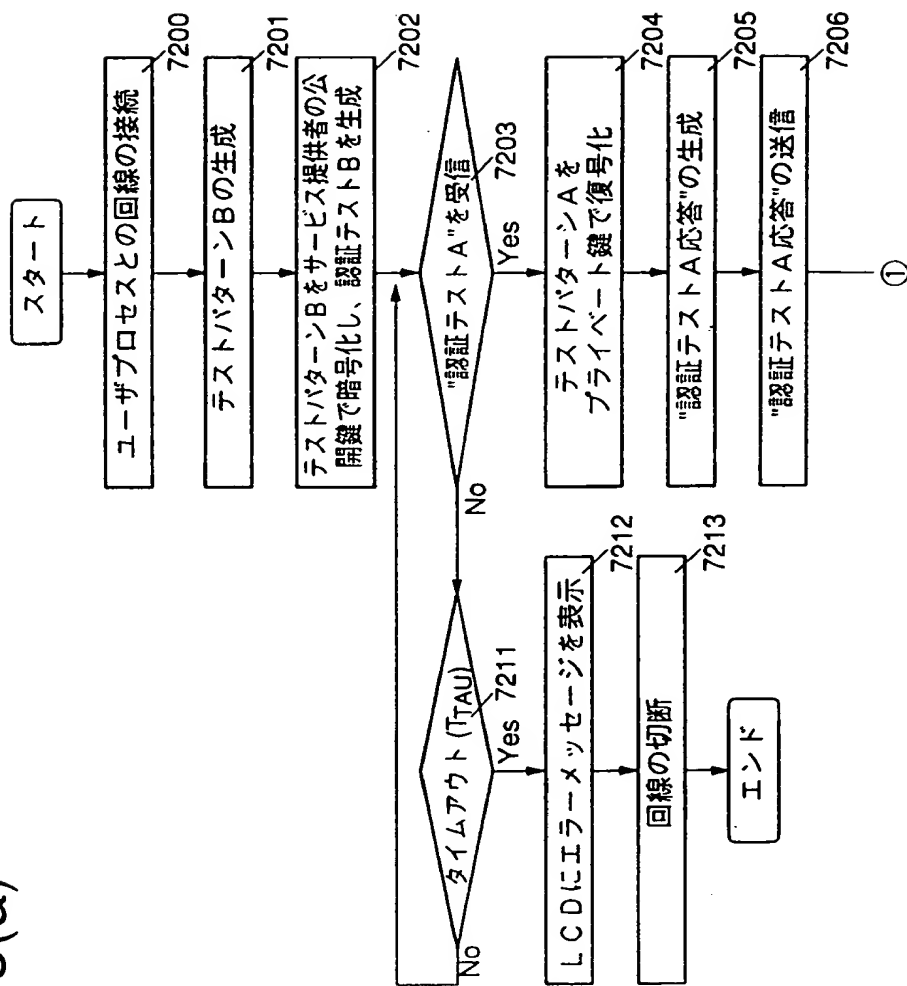 スタート
ユーザプロセスとの回線の接続
7200
テストパターンBの生成
7201
テストパターンBをサービス提供者の公
開鍵で暗号化し、認証テストBを生成
7202
"認証テストA"を受信
7203
Yes
No
テストパターンAを
プライベート鍵で復号化
7204
"認証テストA応答"の生成
7205
"認証テストA応答"の送信
7206
①
タイムアウト(TTAU)
7211
Yes
No
LCDにエラーメッセージを表示
7212
回線の切断
7213
エンド